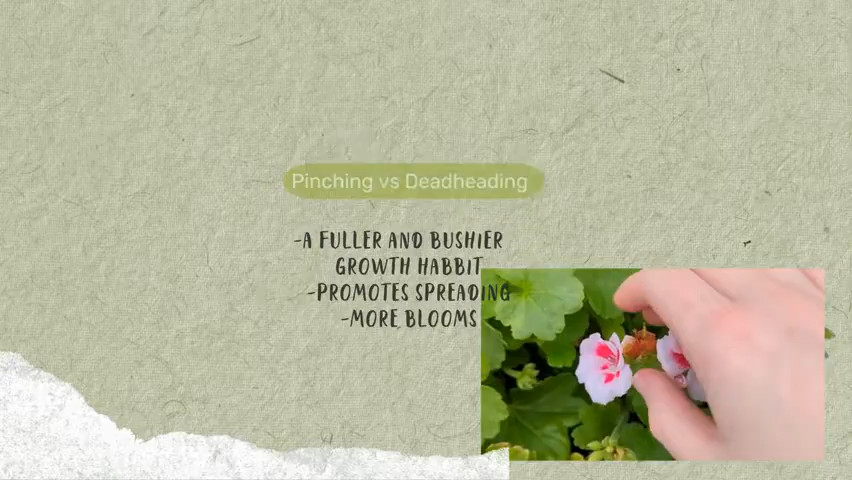 Pinching vs Deadheading
-A FULLER AND BUSHIER
GROWTH HABBIT
-PROMOTES SPREADING
-MORE BLOOMS